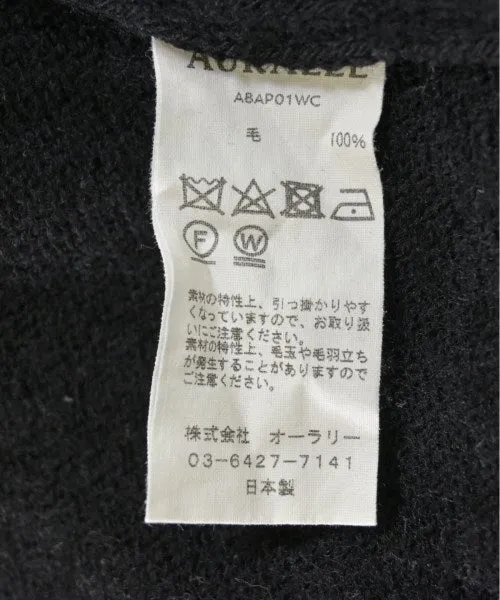 AURALEE
A8AP01WC
毛 100%
F W
素材の特性上、引っ掛かりやす
くなっていますので、お取り扱
いにご注意ください。
素材の特性上、毛玉や毛羽立ち
が発生することがありますので
ご注意ください。
株式会社 オーラリー
03-6427-7141
日本製